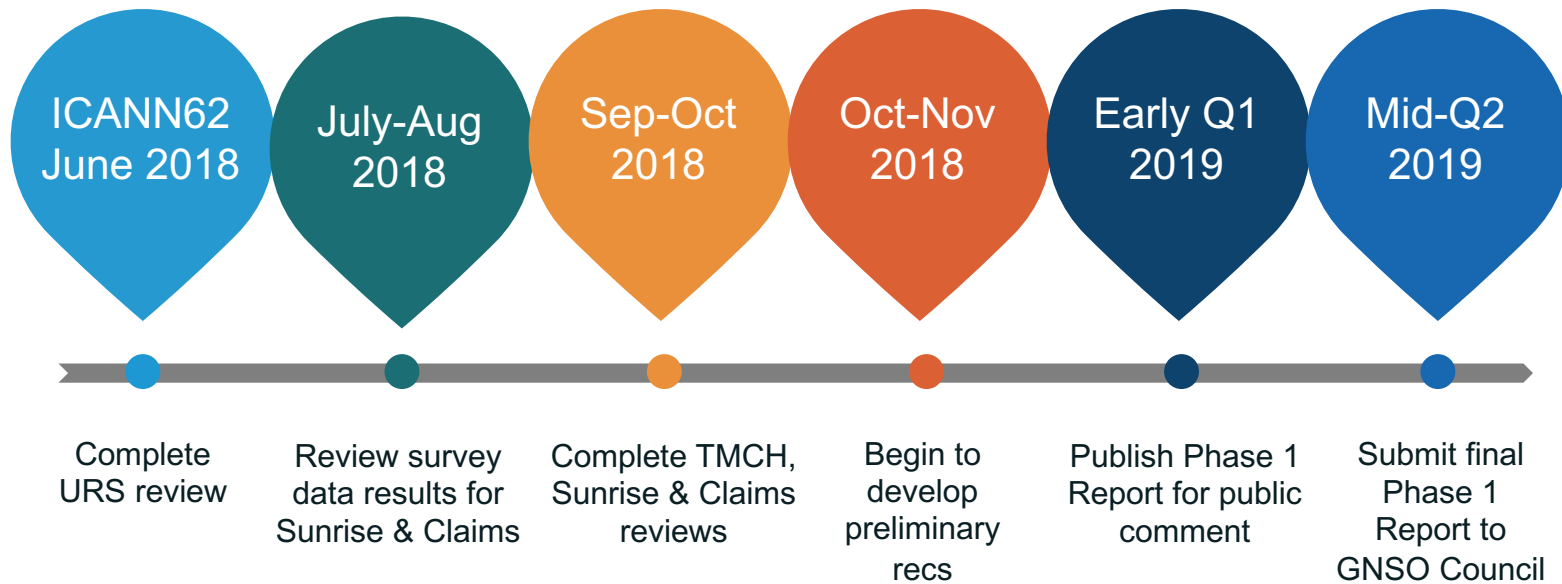 ICANN62
June 2018
July-Aug
2018
Sep-Oct
2018
Oct-Nov
2018
Early Q1
2019
Mid-Q2
2019
Complete
URS review
Review survey
data results for
Sunrise & Claims
Complete TMCH,
Sunrise & Claims
reviews
Begin to
develop
preliminary
recs
Publish Phase 1
Report for public
comment
Submit final
Phase 1
Report to
GNSO Council